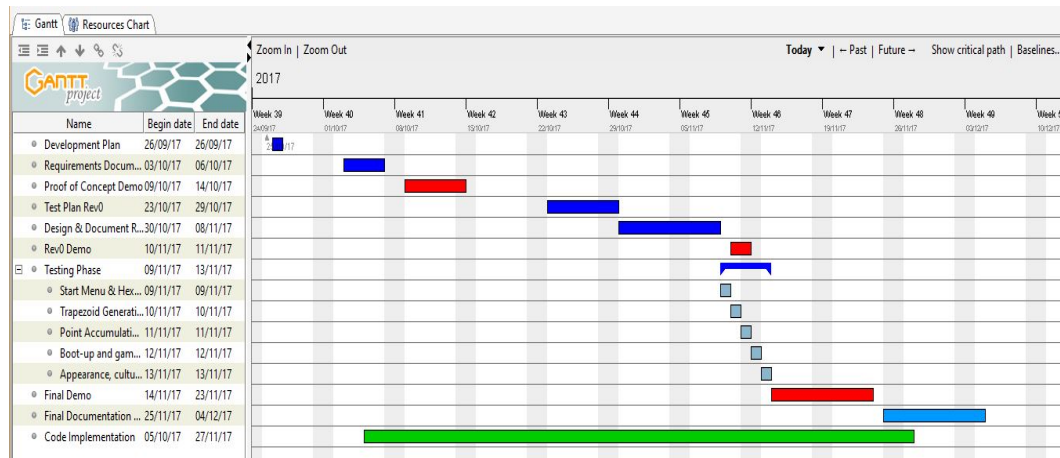 Gantt Resources Chart
Zoom In | Zoom Out Today ▼ | ← Past | Future → Show critical path | Baselines...
GANTT project
2017
Week 39 Week 40 Week 41 Week 42 Week 43 Week 44 Week 45 Week 46 Week 47 Week 48 Week 49 Week
24/09/17 01/10/17 08/10/17 15/10/17 22/10/17 29/10/17 05/11/17 12/11/17 19/11/17 26/11/17 03/12/17 10/12/17
Name Begin date End date
Development Plan 26/09/17 26/09/17
Requirements Docum... 03/10/17 06/10/17
Proof of Concept Demo 09/10/17 14/10/17
Test Plan Rev0 23/10/17 29/10/17
Design & Document R... 30/10/17 08/11/17
Rev0 Demo 10/11/17 11/11/17
Testing Phase 09/11/17 13/11/17
Start Menu & Hex... 09/11/17 09/11/17
Trapezoid Generati... 10/11/17 10/11/17
Point Accumulati... 11/11/17 11/11/17
Boot-up and gam... 12/11/17 12/11/17
Appearance, cultu... 13/11/17 13/11/17
Final Demo 14/11/17 23/11/17
Final Documentation ... 25/11/17 04/12/17
Code Implementation 05/10/17 27/11/17